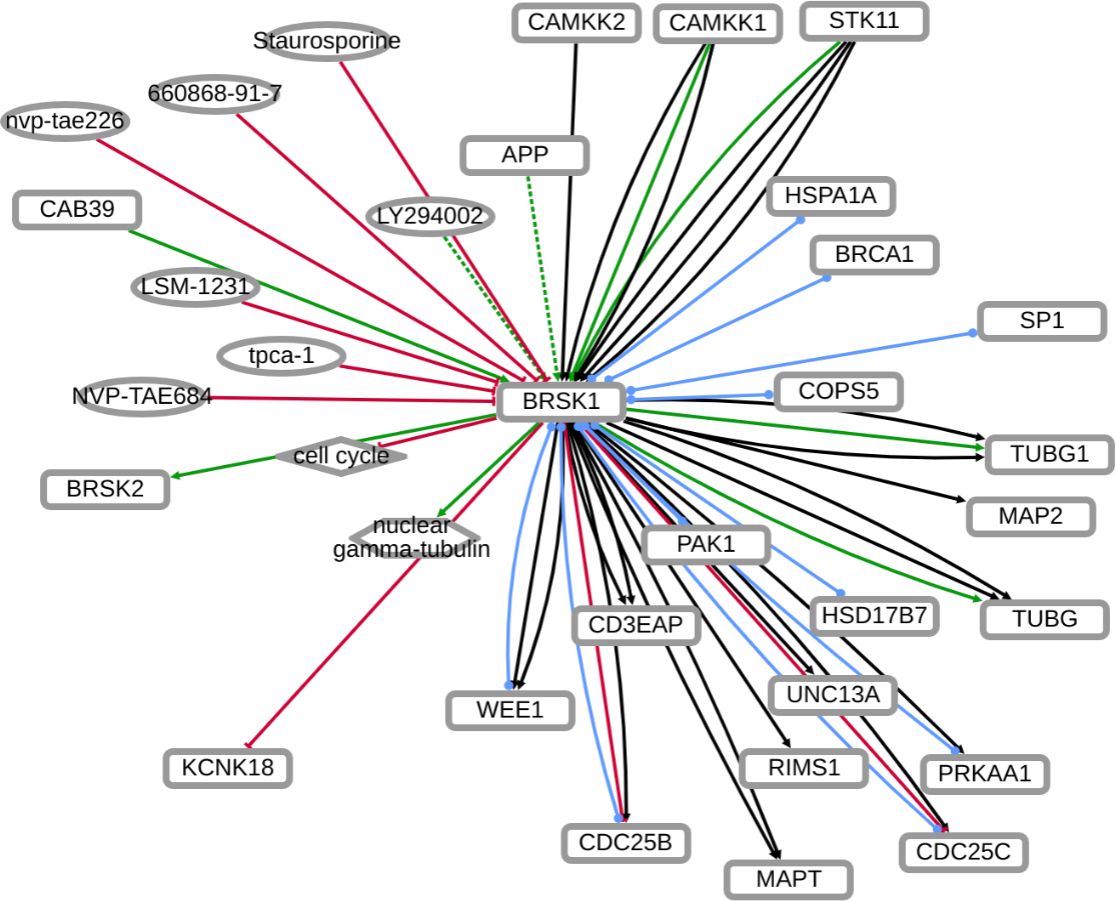 CAMKK2
CAMKK1
STK11
Staurosporine
660868-91-7
nvp-tae226
APP
CAB39
LY294002
HSPA1A
BRCA1
LSM-1231
SP1
tpca-1
NVP-TAE684
BRSK1
COPS5
cell cycle
TUBG1
BRSK2
MAP2
nuclear
gamma-tubulin
PAK1
HSD17B7
TUBG
CD3EAP
UNC13A
WEE1
KCNK18
RIMS1
PRKAA1
CDC25B
CDC25C
MAPT